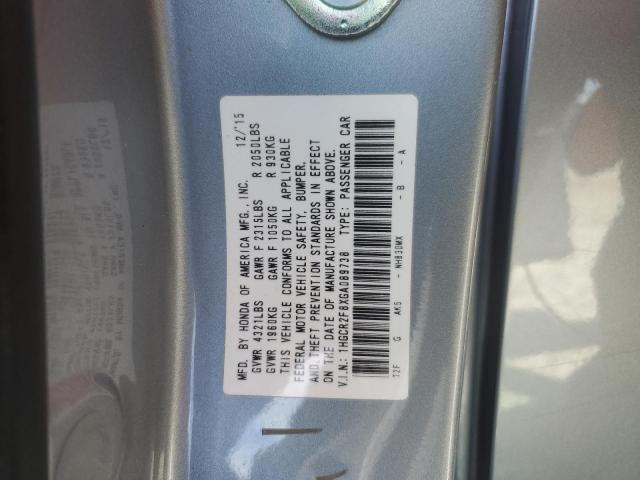 MFD. BY HONDA OF AMERICA MFG., INC. 12/'15
GVWR 4321LBS GAWR F 2315LBS R 2050LBS
GVWR 1960KG GAWR F 1050KG R 930KG
THIS VEHICLE CONFORMS TO ALL APPLICABLE
FEDERAL MOTOR VEHICLE SAFETY, BUMPER,
AND THEFT PREVENTION STANDARDS IN EFFECT
ON THE DATE OF MANUFACTURE SHOWN ABOVE.
V.I.N.: 1HGCR2F8XGA089738 TYPE: PASSENGER CAR
T2F G AK5 - NH830MX - B - A